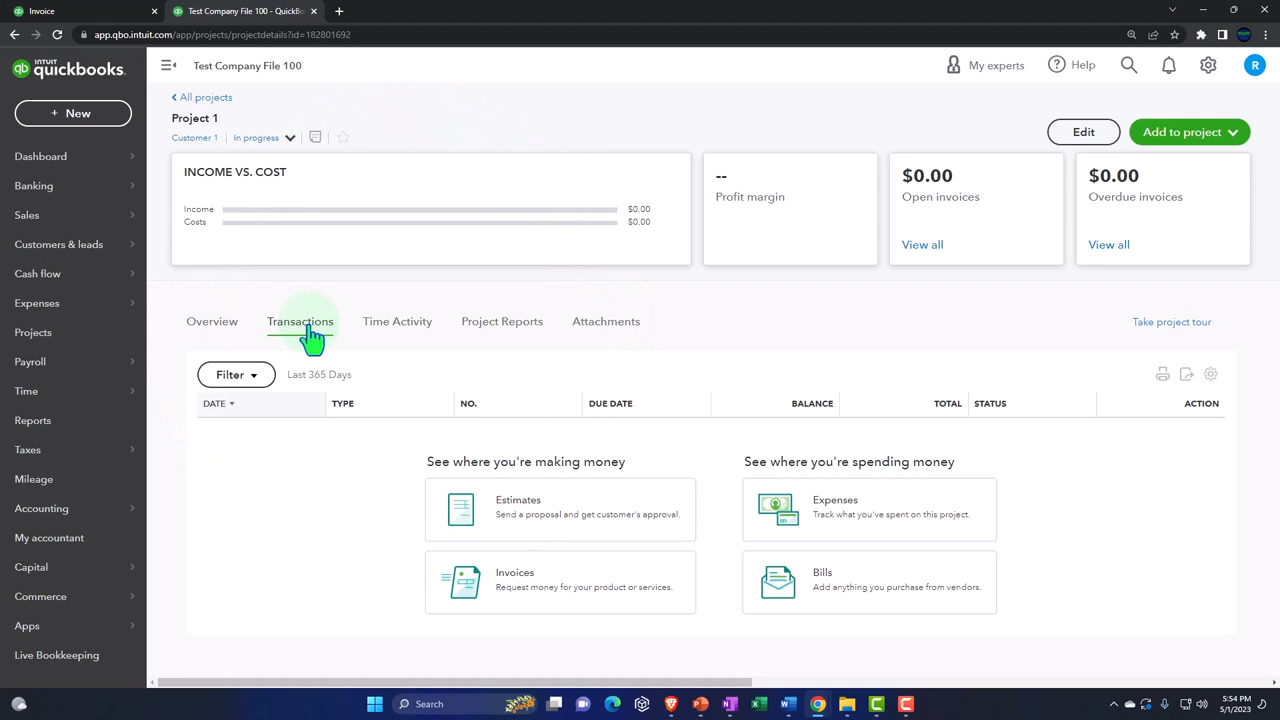 Invoice
Test Company File 100 - QuickBo
app.qbo.intuit.com/app/projects/projectdetails?id=182801692
INTUIT
quickbooks.
Test Company File 100
My experts
Help
R
+ New
Dashboard
Banking
Sales
Customers & leads
Cash flow
Expenses
Projects
Payroll
Time
Reports
Taxes
Mileage
Accounting
My accountant
Capital
Commerce
Apps
Live Bookkeeping
All projects
Project 1
Customer 1
In progress
Edit
Add to project
INCOME VS. COST
Income $0.00
Costs $0.00
--
Profit margin
$0.00
Open invoices
View all
$0.00
Overdue invoices
View all
Overview
Transactions
Time Activity
Project Reports
Attachments
Take project tour
Filter
Last 365 Days
DATE TYPE NO. DUE DATE BALANCE TOTAL STATUS ACTION
See where you're making money
Estimates
Send a proposal and get customer's approval.
Invoices
Request money for your product or services.
See where you're spending money
Expenses
Track what you've spent on this project.
Bills
Add anything you purchase from vendors.
Search
5:54 PM
5/1/2023